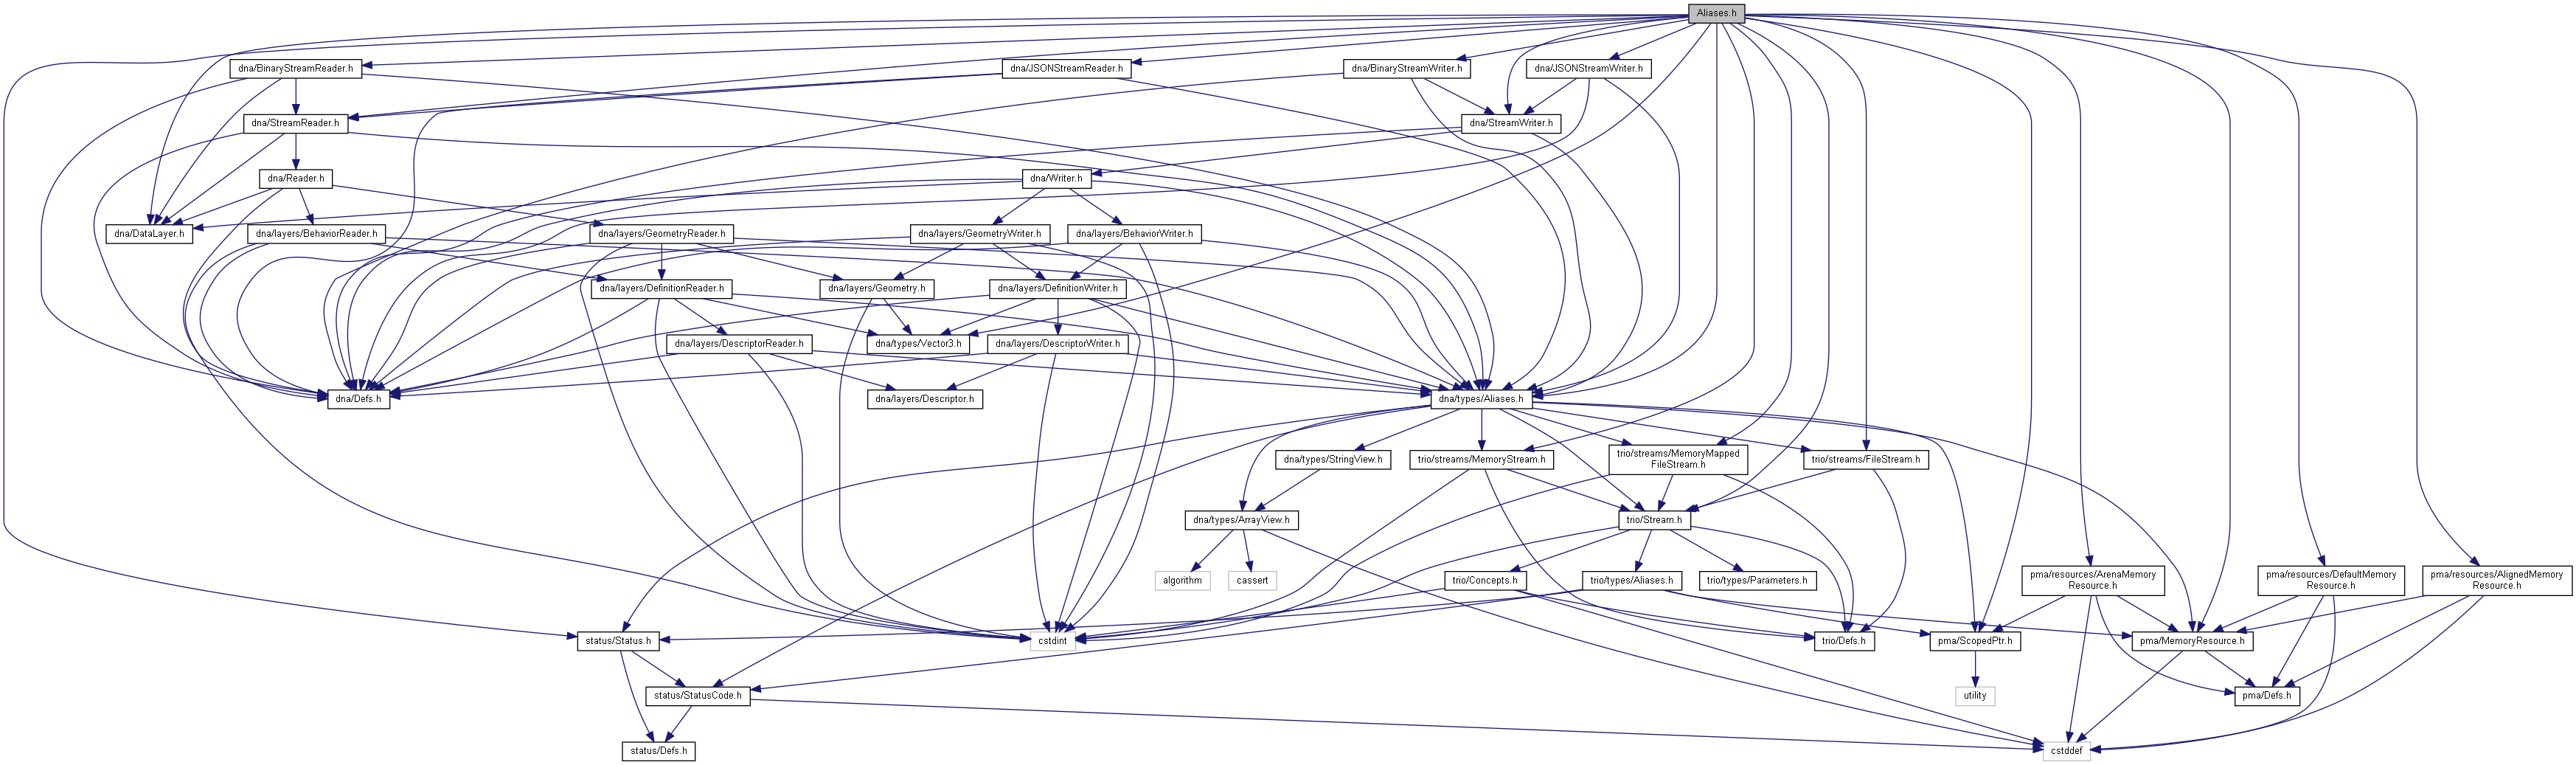 Aliases.h
dna/BinaryStreamReader.h
dna/JSONStreamReader.h
dna/BinaryStreamWriter.h
dna/JSONStreamWriter.h
dna/StreamReader.h
dna/StreamWriter.h
dna/Reader.h
dna/Writer.h
dna/DataLayer.h
dna/layers/BehaviorReader.h
dna/layers/GeometryReader.h
dna/layers/GeometryWriter.h
dna/layers/BehaviorWriter.h
dna/layers/DefinitionReader.h
dna/layers/Geometry.h
dna/layers/DefinitionWriter.h
dna/layers/DescriptorReader.h
dna/types/Vector3.h
dna/layers/DescriptorWriter.h
dna/Defs.h
dna/layers/Descriptor.h
dna/types/Aliases.h
dna/types/StringView.h
trio/streams/MemoryStream.h
trio/streams/MemoryMapped
FileStream.h
trio/streams/FileStream.h
dna/types/ArrayView.h
trio/Stream.h
algorithm
cassert
trio/Concepts.h
trio/types/Aliases.h
trio/types/Parameters.h
pma/resources/ArenaMemory
Resource.h
pma/resources/DefaultMemory
Resource.h
pma/resources/AlignedMemory
Resource.h
status/Status.h
cstdint
trio/Defs.h
pma/ScopedPtr.h
pma/MemoryResource.h
status/StatusCode.h
utility
pma/Defs.h
status/Defs.h
cstddef